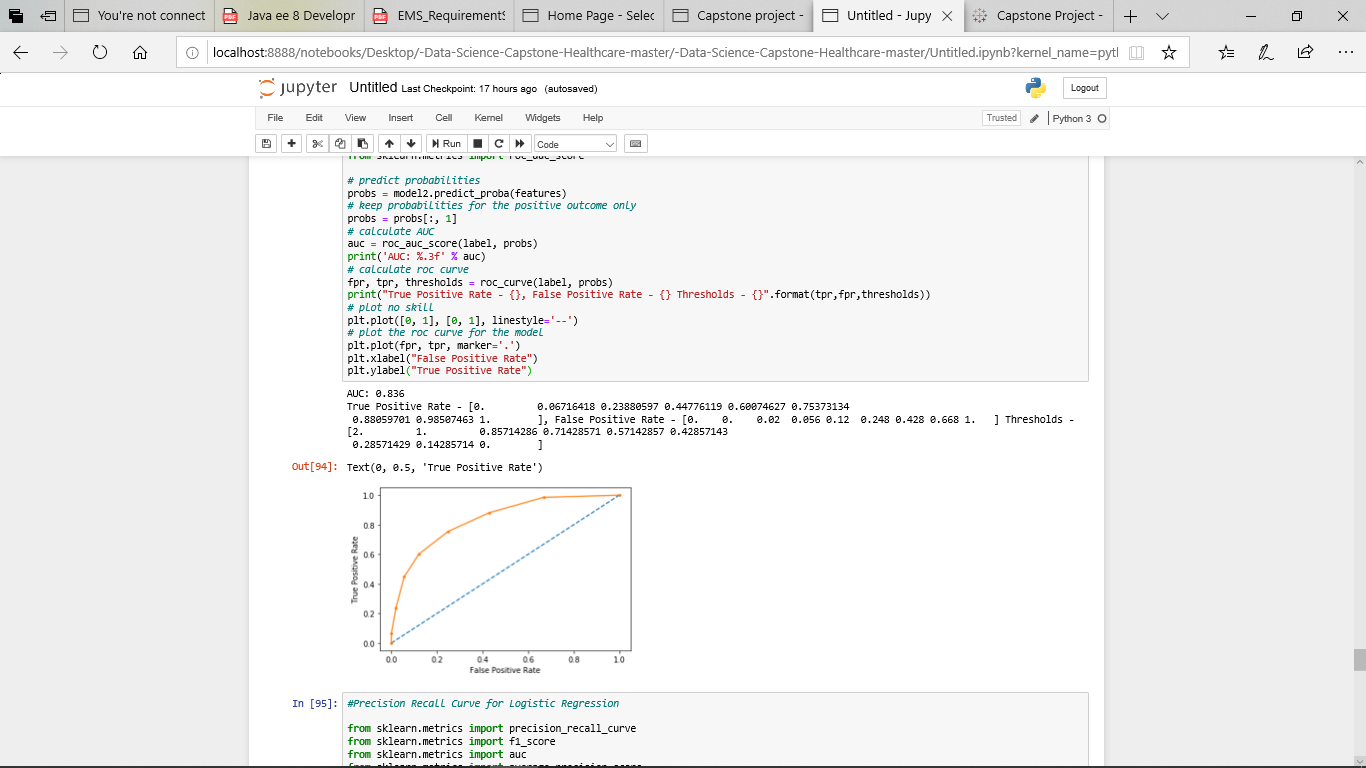 You're not connect
Java ee 8 Developr
EMS_Requirements
Home Page - Selec
Capstone project -
Untitled - Jupy
Capstone Project -
localhost:8888/notebooks/Desktop/-Data-Science-Capstone-Healthcare-master/-Data-Science-Capstone-Healthcare-master/Untitled.ipynb?kernel_name=pyt
jupyter Untitled Last Checkpoint: 17 hours ago (autosaved)
Logout
File Edit View Insert Cell Kernel Widgets Help
Trusted Python 3
Run Code
from sklearn.metrics import roc_auc_score
# predict probabilities
probs = model2.predict_proba(features)
# keep probabilities for the positive outcome only
probs = probs[:, 1]
# calculate AUC
auc = roc_auc_score(label, probs)
print('AUC: %.3f' % auc)
# calculate roc curve
fpr, tpr, thresholds = roc_curve(label, probs)
print("True Positive Rate - {}, False Positive Rate - {} Thresholds - {}".format(tpr,fpr,thresholds))
# plot no skill
plt.plot([0, 1], [0, 1], linestyle='--')
# plot the roc curve for the model
plt.plot(fpr, tpr, marker='.')
plt.xlabel("False Positive Rate")
plt.ylabel("True Positive Rate")
AUC: 0.836
True Positive Rate - [0. 0.06716418 0.23880597 0.44776119 0.60074627 0.75373134
0.88059701 0.98507463 1. ], False Positive Rate - [0. 0. 0.02 0.056 0.12 0.248 0.428 0.668 1. ] Thresholds -
[2. 1. 0.85714286 0.71428571 0.57142857 0.42857143
0.28571429 0.14285714 0. ]
Out[94]: Text(0, 0.5, 'True Positive Rate')
1.0
0.8
0.6
0.4
0.2
0.0
True Positive Rate
0.0 0.2 0.4 0.6 0.8 1.0
False Positive Rate
In [95]: #Precision Recall Curve for Logistic Regression
from sklearn.metrics import precision_recall_curve
from sklearn.metrics import f1_score
from sklearn.metrics import auc
from sklearn.metrics import average_precision_score